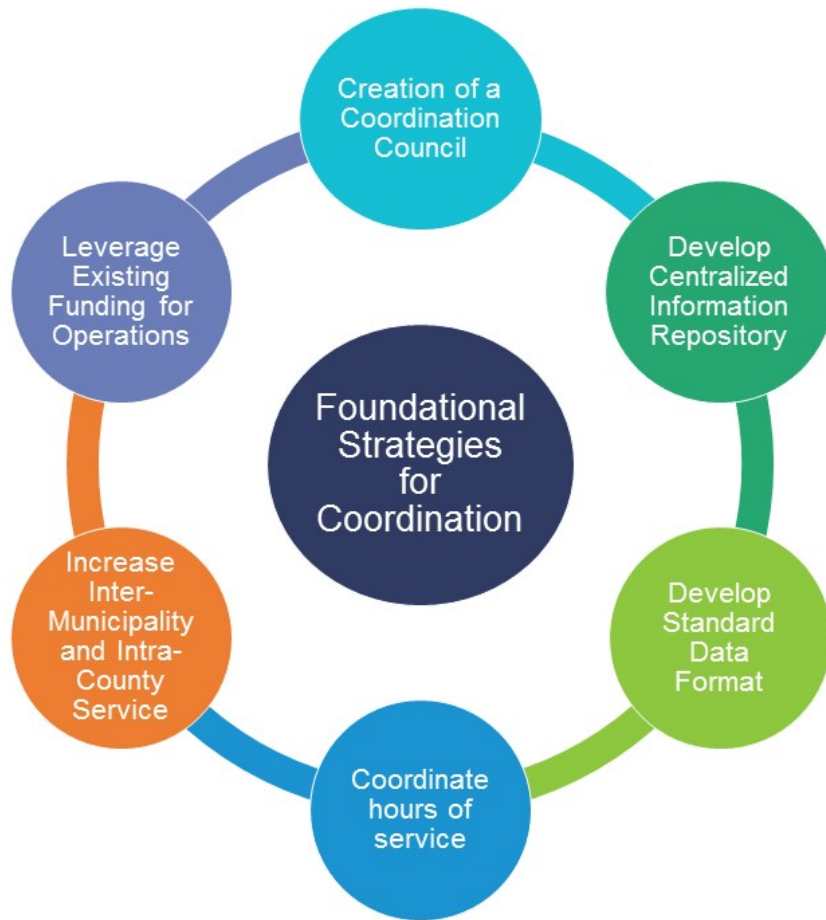 Creation of a
Coordination
Council
Develop
Centralized
Information
Repository
Develop
Standard
Data
Format
Coordinate
hours of
service
Increase
Inter-
Municipality
and Intra-
County
Service
Leverage
Existing
Funding for
Operations
Foundational
Strategies
for
Coordination